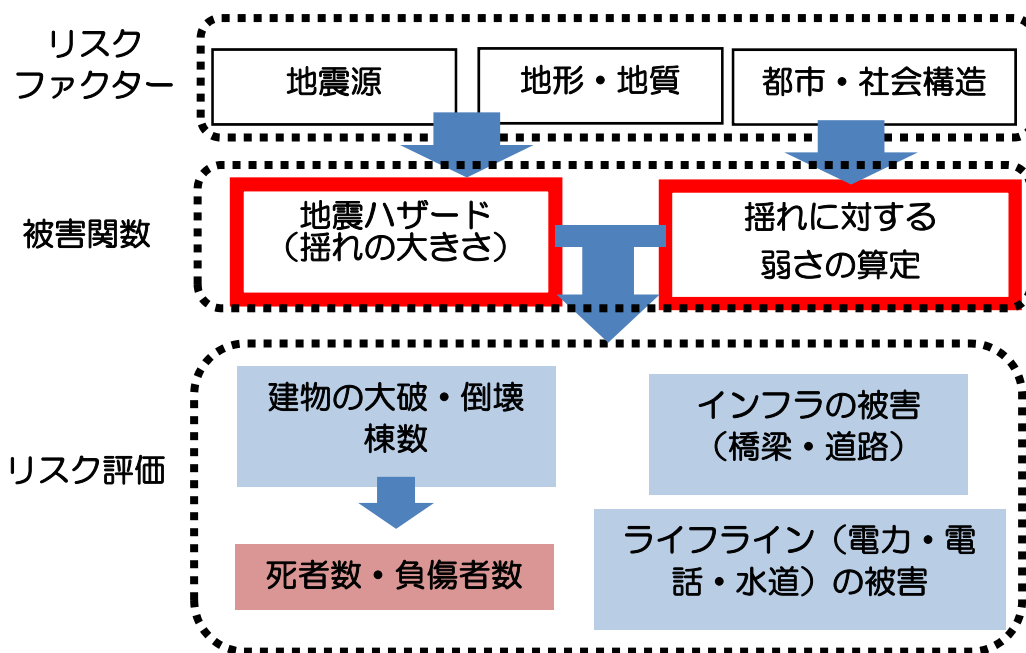 リスク
ファクター
地震源
地形・地質
都市・社会構造
被害関数
地震ハザード
（揺れの大きさ）
揺れに対する
弱さの算定
リスク評価
建物の大破・倒壊
棟数
インフラの被害
（橋梁・道路）
死者数・負傷者数
ライフライン（電力・電
話・水道）の被害